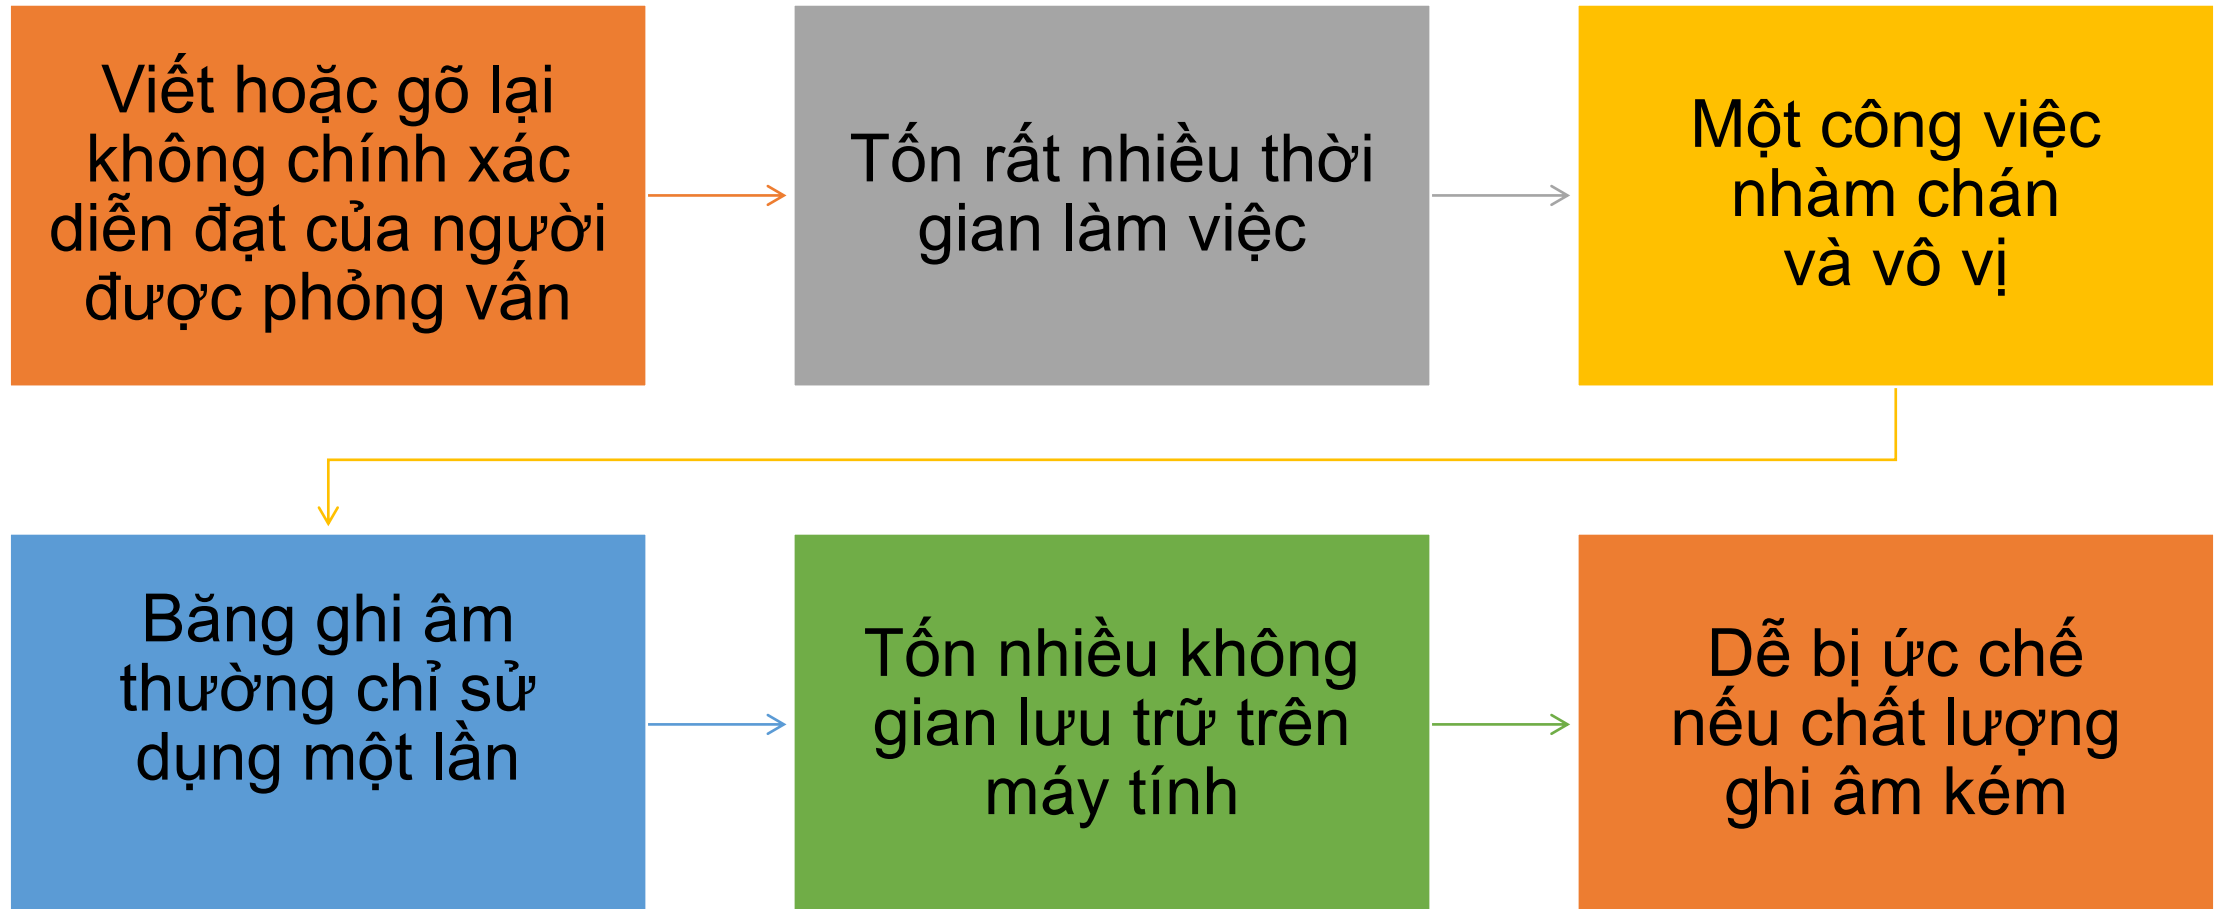 Viết hoặc gõ lại
không chính xác
diễn đạt của người
được phỏng vấn
Tốn rất nhiều thời
gian làm việc
Một công việc
nhàm chán
và vô vị
Băng ghi âm
thường chỉ sử
dụng một lần
Tốn nhiều không
gian lưu trữ trên
máy tính
Dễ bị ức chế
nếu chất lượng
ghi âm kém